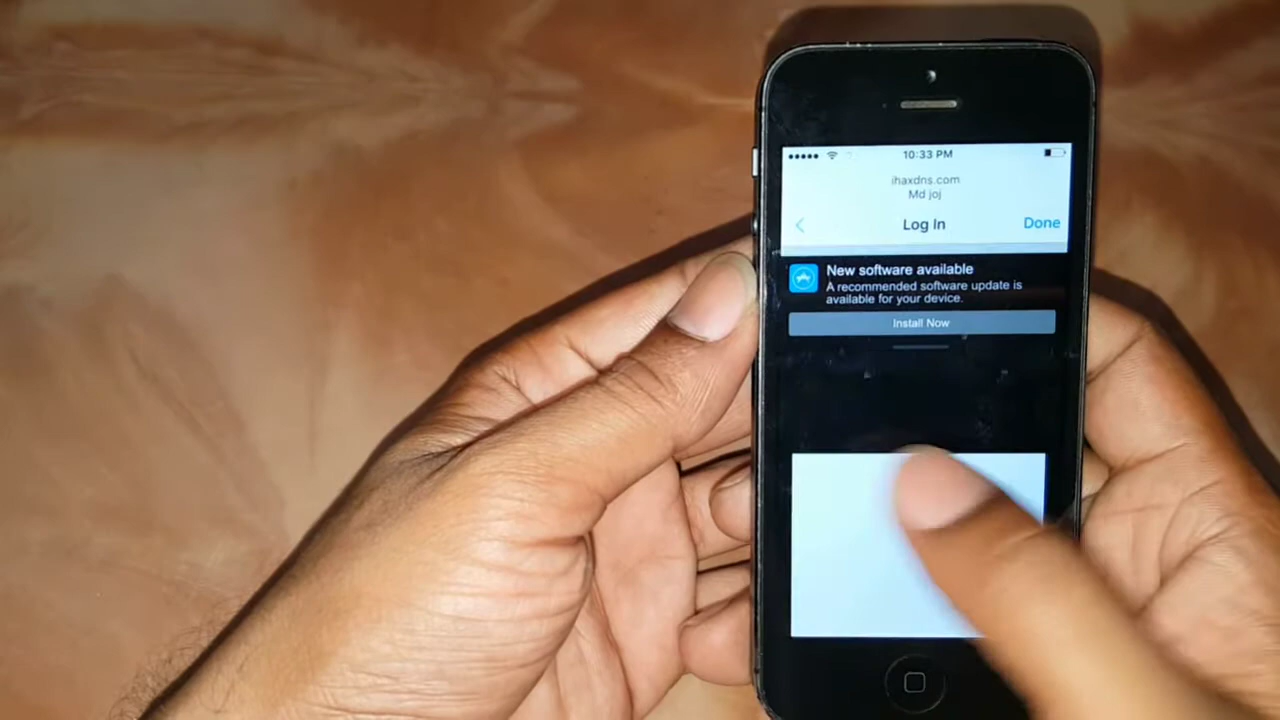 10:33 PM
ihaxdns.com
Md joj
Log In
Done
New software available
A recommended software update is
available for your device.
Install Now